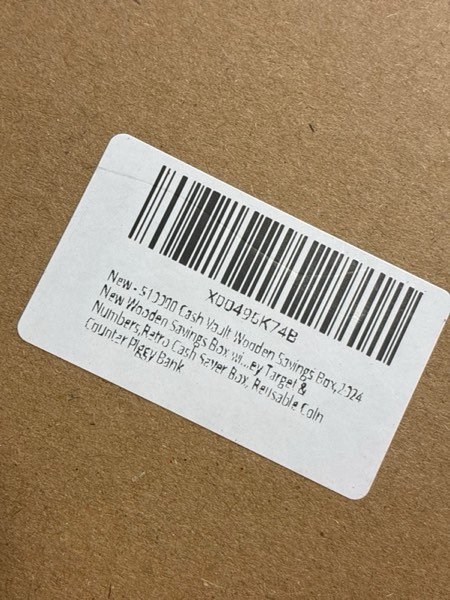 X00496K74B
New - $10000 Cash Vault Wooden Savings Box,2024
New Wooden Savings Box wi...ey Target &
Numbers,Retro Cash Saver Box, Reusable Coin
Counter Piggy Bank